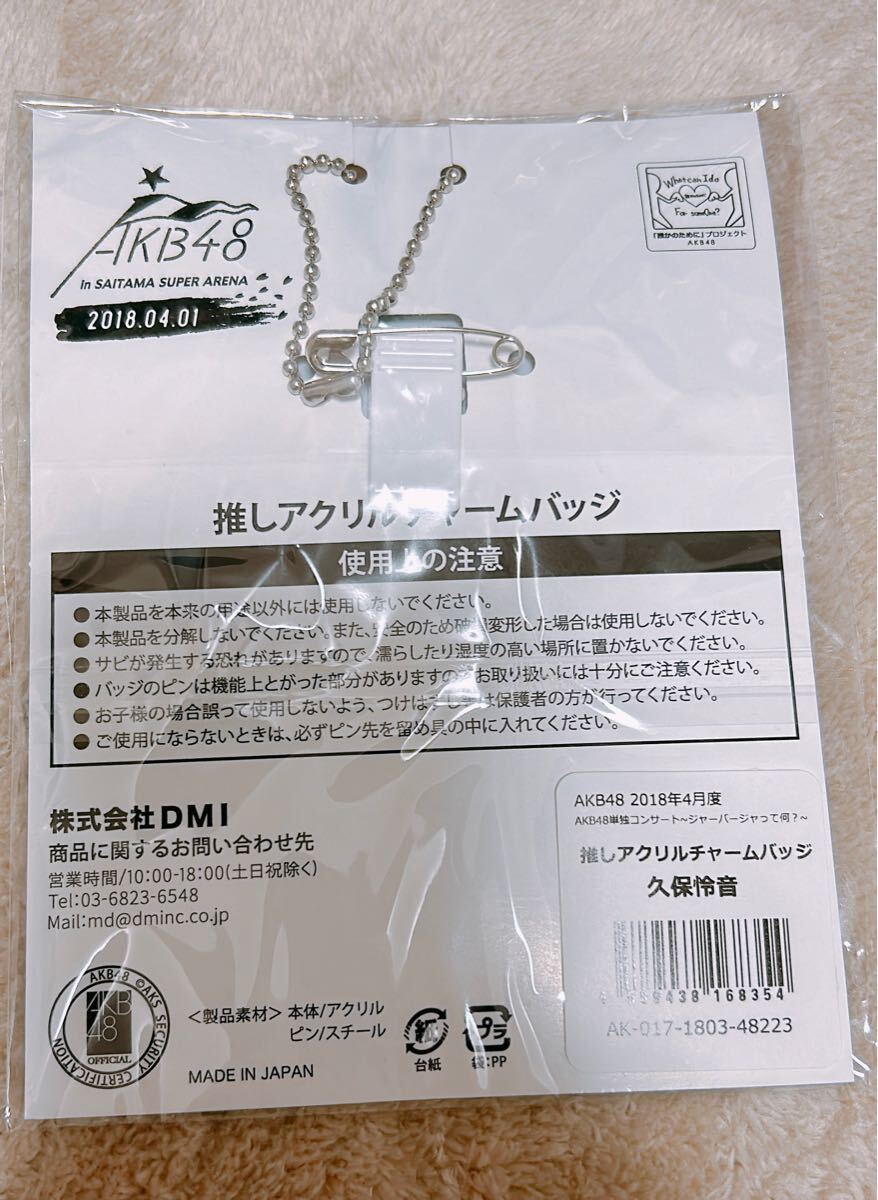 AKB48
in SAITAMA SUPER ARENA
2018.04.01
What can I do
For someone?
「誰かのために」プロジェクト
AKB48
推しアクリルチャームバッジ
使用上の注意
●本製品を本来の用途以外には使用しないでください。
●本製品を分解しないでください。また、安全のため破損変形した場合は使用しないでください。
●サビが発生する恐れがありますので、濡らしたり湿度の高い場所に置かないでください。
●バッジのピンは機能上とがった部分がありますので、お取り扱いには十分にご注意ください。
●お子様の場合誤って使用しないよう、つけはずし等は保護者の方が行ってください。
●ご使用にならないときは、必ずピン先を留め具の中に入れてください。
株式会社DMI
商品に関するお問い合わせ先
営業時間/10:00-18:00(土日祝除く)
Tel:03-6823-6548
Mail:md@dminc.co.jp
AKB48 ©AKS SECURITY CERTIFICATION
AKB
48
OFFICIAL
<製品素材>本体/アクリル
ピン/スチール
MADE IN JAPAN
紙
台紙
プラ
袋:PP
AKB48 2018年4月度
AKB48単独コンサート~ジャーバージャって何？~
推しアクリルチャームバッジ
久保怜音
168354
AK-017-1803-48223